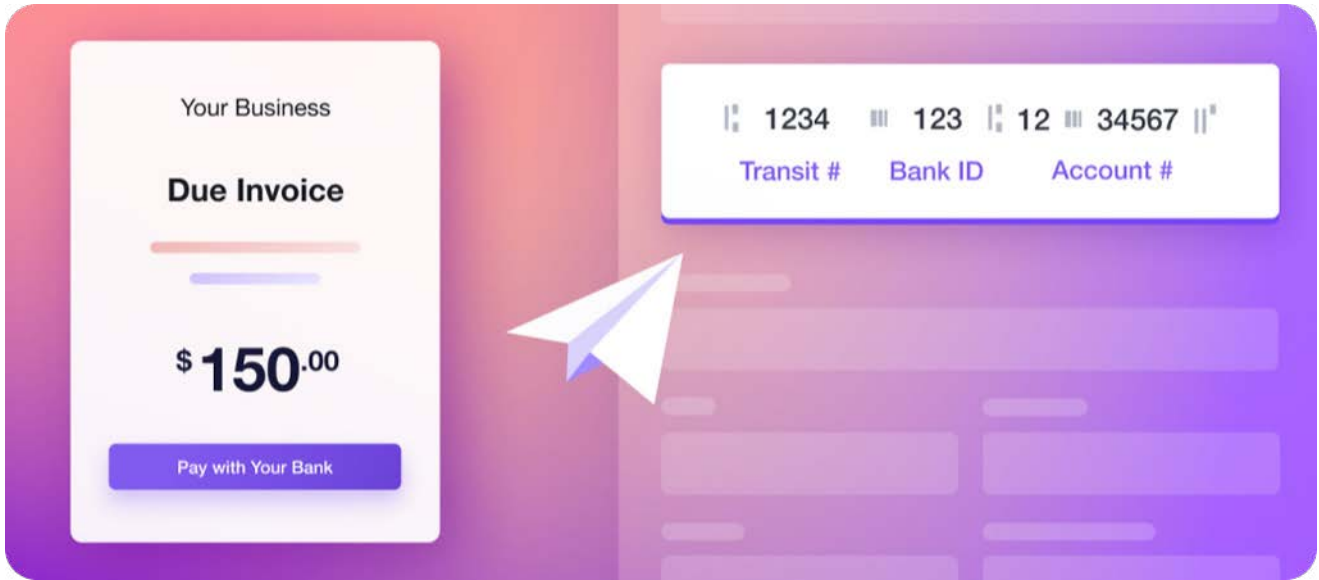 Your Business
Due Invoice
$150.00
Pay with Your Bank
1234 123 12 34567
Transit # Bank ID Account #